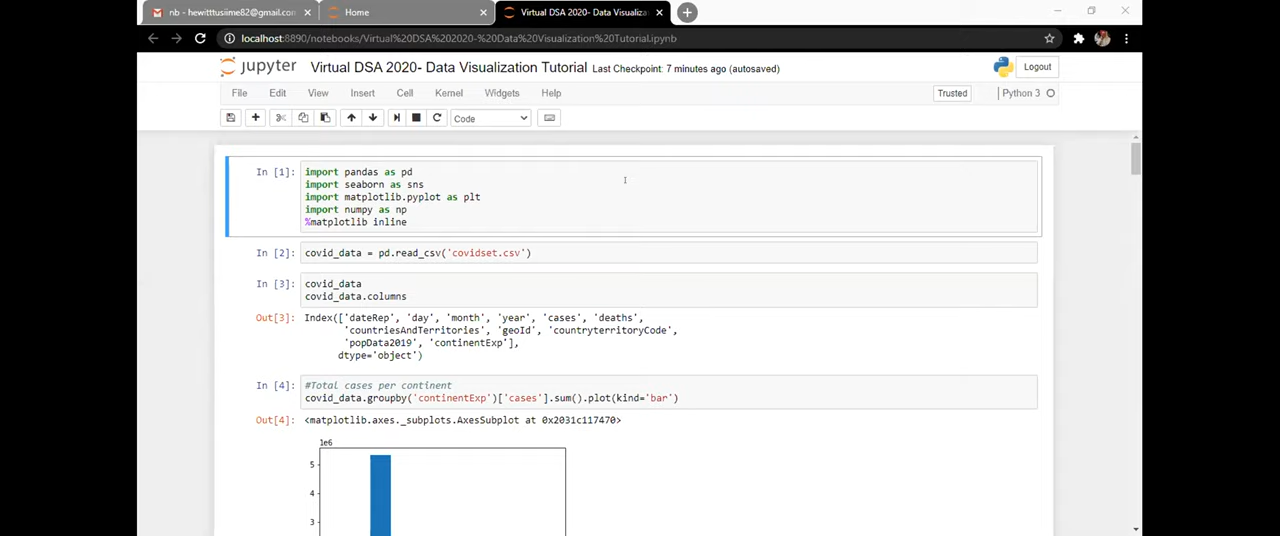 nb - hewitttusiime82@gmail.con
Home
Virtual DSA 2020- Data Visualiza
localhost:8890/notebooks/Virtual%20DSA%202020-%20Data%20Visualization%20Tutorial.ipynb
jupyter Virtual DSA 2020- Data Visualization Tutorial Last Checkpoint: 7 minutes ago (autosaved)
Logout
File Edit View Insert Cell Kernel Widgets Help
Trusted
Python 3
Code
In [1]: import pandas as pd
import seaborn as sns
import matplotlib.pyplot as plt
import numpy as np
%matplotlib inline
In [2]: covid_data = pd.read_csv('covidset.csv')
In [3]: covid_data
covid_data.columns
Out[3]: Index(['dateRep', 'day', 'month', 'year', 'cases', 'deaths',
'countriesAndTerritories', 'geoId', 'countryterritoryCode',
'popData2019', 'continentExp'],
dtype='object')
In [4]: #Total cases per continent
covid_data.groupby('continentExp')['cases'].sum().plot(kind='bar')
Out[4]: <matplotlib.axes._subplots.AxesSubplot at 0x2031c117470>
1e6
5
4
3